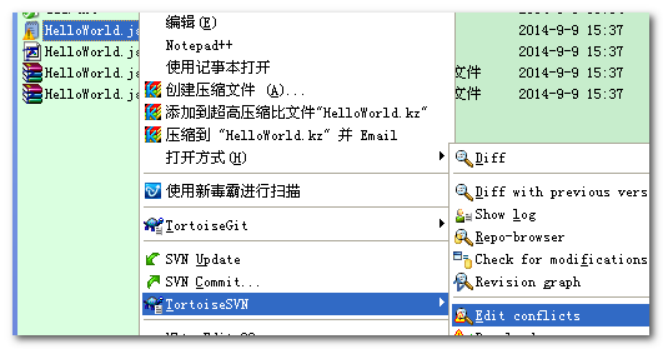 HelloWorld.ja
HelloWorld.ja
HelloWorld.ja
HelloWorld.ja
编辑(E)
Notepad++
使用记事本打开
创建压缩文件 (A)...
添加到超高压缩比文件"HelloWorld.kz"
压缩到 "HelloWorld.kz" 并 Email
打开方式(H)
使用新毒霸进行扫描
TortoiseGit
SVN Update
SVN Commit...
TortoiseSVN
文件
文件
2014-9-9 15:37
2014-9-9 15:37
2014-9-9 15:37
2014-9-9 15:37
Diff
Diff with previous vers
Show log
Repo-browser
Check for modifications
Revision graph
Edit conflicts